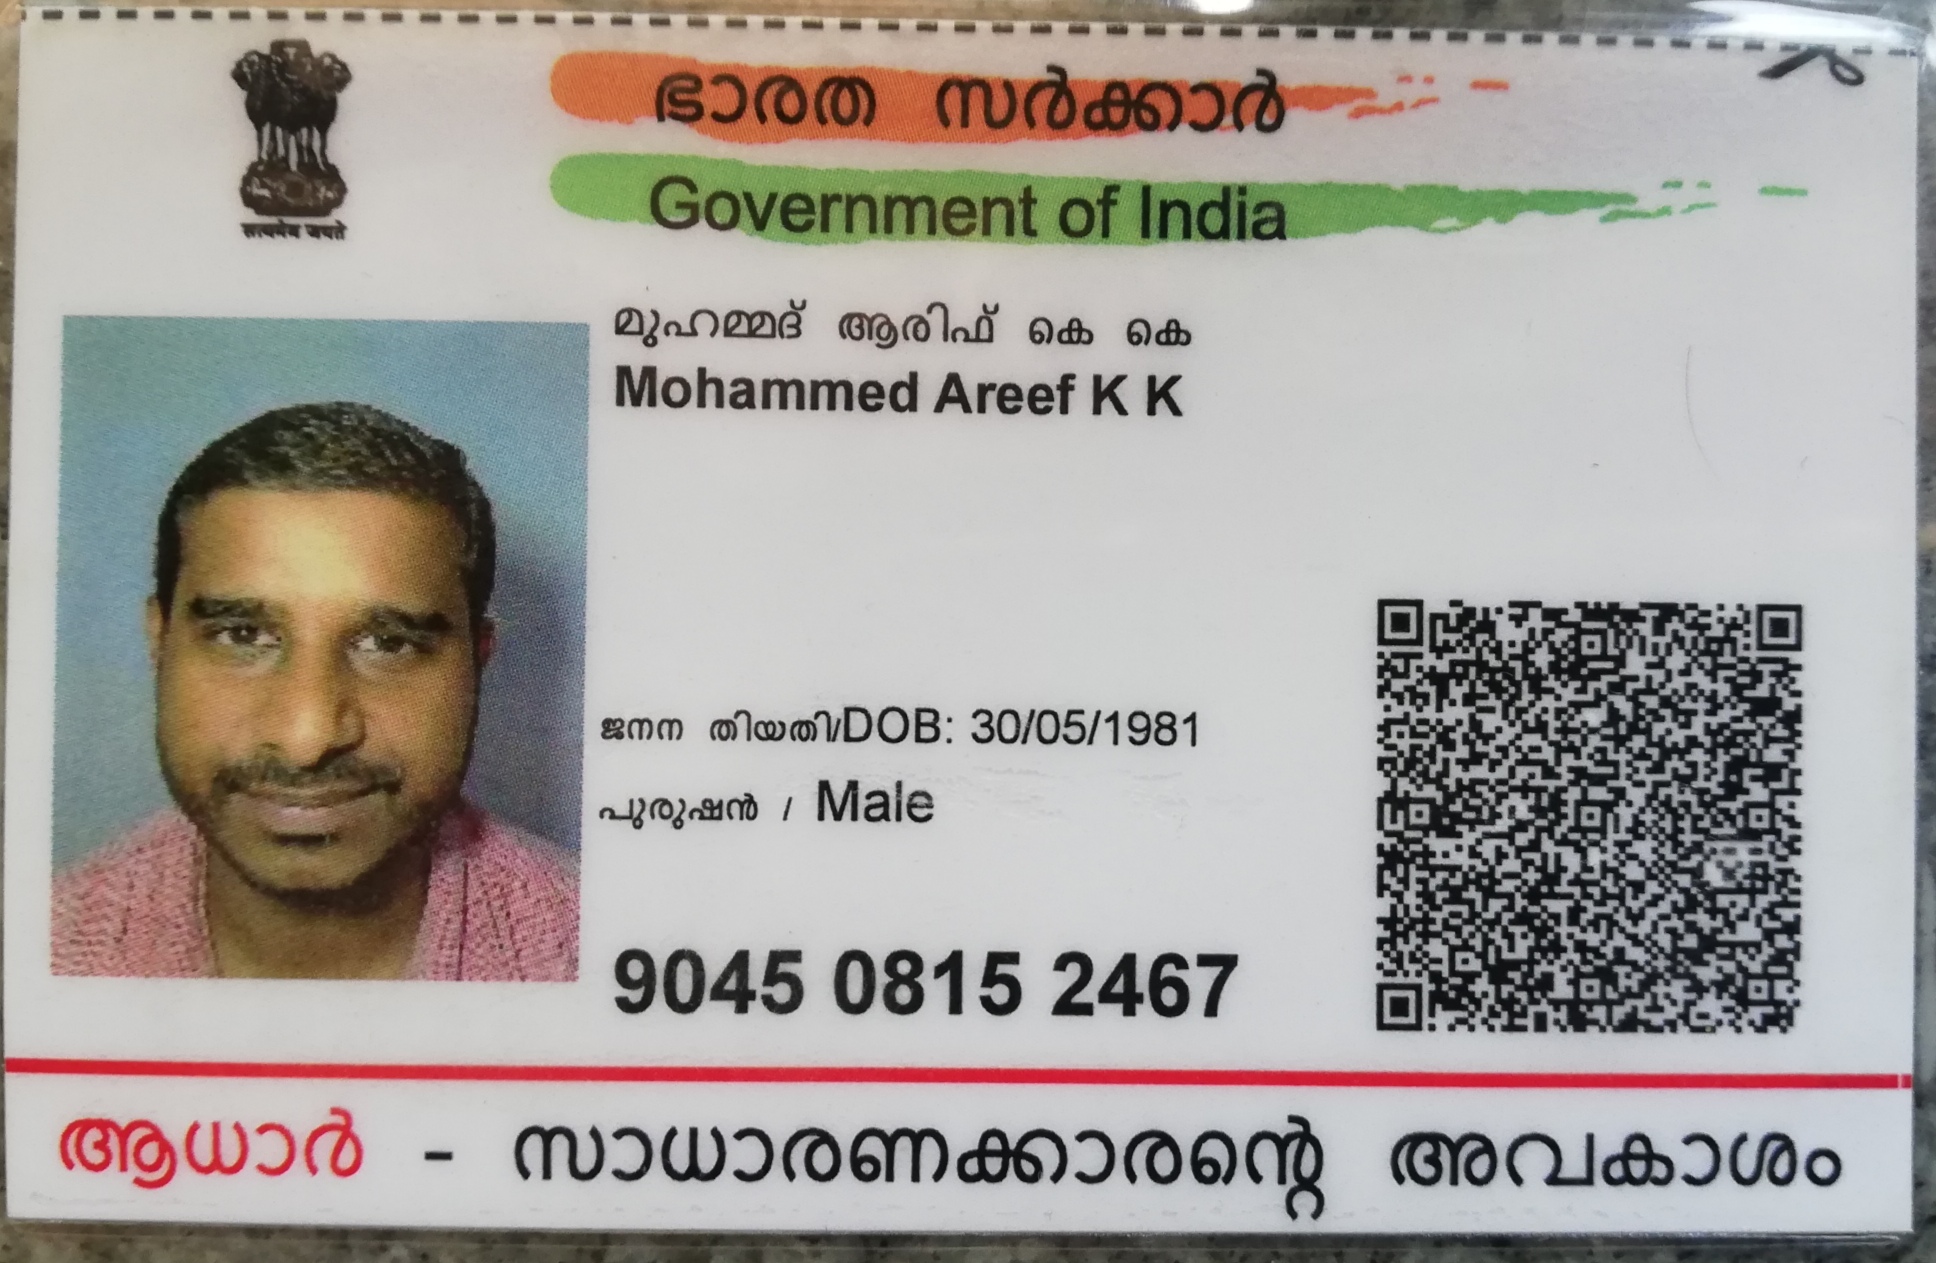 ഭാരത സർക്കാർ
Government of India
सत्यमेव जयते
മുഹമ്മദ് ആരിഫ് കെ കെ
Mohammed Areef K K
ജനന തിയതി/DOB: 30/05/1981
പുരുഷൻ / Male
9045 0815 2467
ആധാർ - സാധാരണക്കാരന്റെ അവകാശം